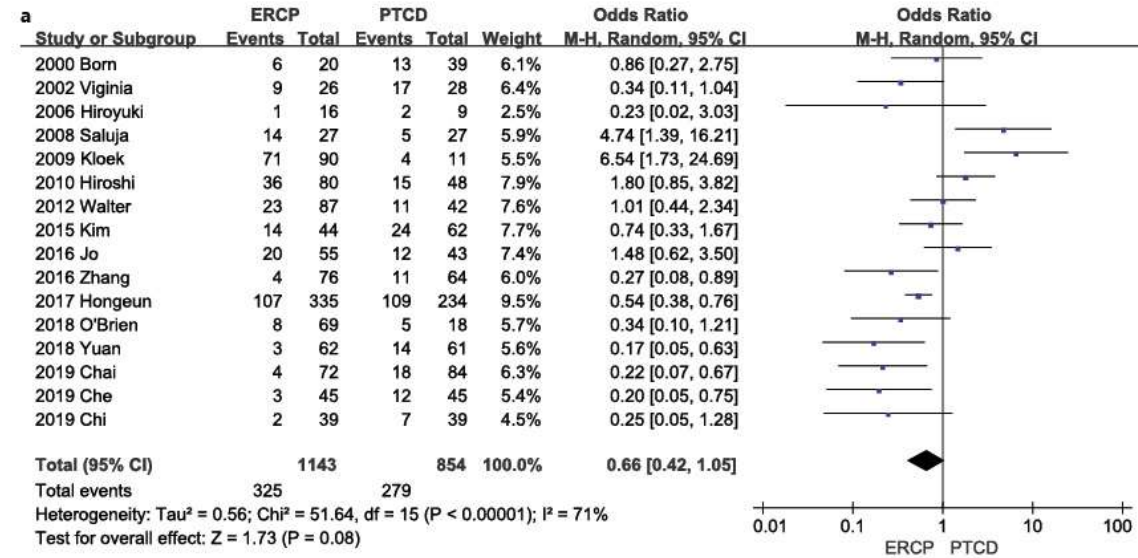 a
ERCP PTCD Odds Ratio Odds Ratio
Study or Subgroup Events Total Events Total Weight M-H, Random, 95% CI M-H, Random, 95% CI
2000 Born 6 20 13 39 6.1% 0.86 [0.27, 2.75]
2002 Viginia 9 26 17 28 6.4% 0.34 [0.11, 1.04]
2006 Hiroyuki 1 16 2 9 2.6% 0.23 [0.02, 3.03]
2008 Saluja 14 27 5 27 5.9% 4.74 [1.39, 16.21]
2009 Kloek 71 90 4 11 5.5% 6.54 [1.73, 24.69]
2010 Hiroshi 36 80 15 48 7.9% 1.80 [0.85, 3.82]
2012 Walter 23 87 11 42 7.6% 1.01 [0.44, 2.34]
2015 Kim 14 44 24 62 7.7% 0.74 [0.33, 1.67]
2016 Jo 20 55 12 43 7.4% 1.48 [0.62, 3.50]
2016 Zhang 4 76 11 64 6.0% 0.27 [0.08, 0.89]
2017 Hongeun 107 335 109 234 9.5% 0.54 [0.38, 0.76]
2018 O'Brien 8 69 5 18 5.7% 0.34 [0.10, 1.21]
2018 Yuan 3 62 14 61 5.6% 0.17 [0.05, 0.63]
2019 Chai 4 72 18 84 6.3% 0.22 [0.07, 0.67]
2019 Che 3 45 12 45 5.4% 0.20 [0.05, 0.75]
2019 Chi 2 39 7 39 4.5% 0.25 [0.05, 1.28]
Total (95% CI) 1143 854 100.0% 0.66 [0.42, 1.05]
Total events 325 279
Heterogeneity: Tau² = 0.56; Chi² = 51.64, df = 15 (P < 0.00001); I² = 71%
Test for overall effect: Z = 1.73 (P = 0.08)
0.01 0.1 1 10 100
ERCP PTCD